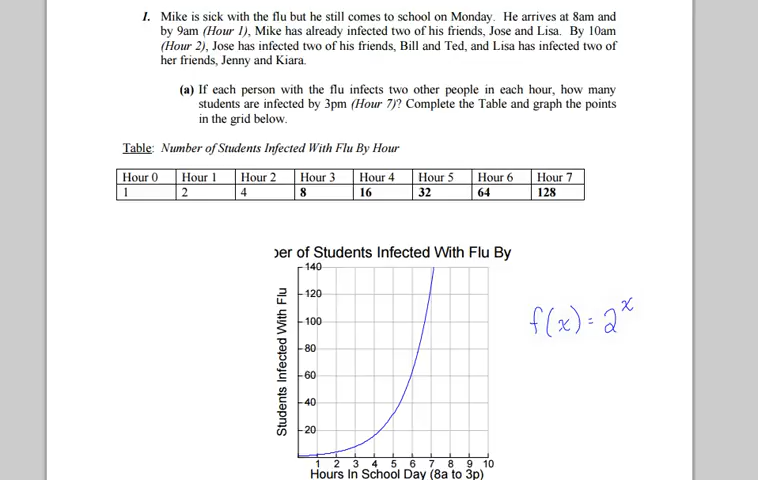 1. Mike is sick with the flu but he still comes to school on Monday. He arrives at 8am and
by 9am (Hour 1), Mike has already infected two of his friends, Jose and Lisa. By 10am
(Hour 2), Jose has infected two of his friends, Bill and Ted, and Lisa has infected two of
her friends, Jenny and Kiara.
(a) If each person with the flu infects two other people in each hour, how many
students are infected by 3pm (Hour 7)? Complete the Table and graph the points
in the grid below.
Table: Number of Students Infected With Flu By Hour
Hour 0 Hour 1 Hour 2 Hour 3 Hour 4 Hour 5 Hour 6 Hour 7
1 2 4 8 16 32 64 128
ber of Students Infected With Flu By
140
120
100
80
60
40
20
Students Infected With Flu
f(x) = 2^x
1 2 3 4 5 6 7 8 9 10
Hours In School Day (8a to 3p)